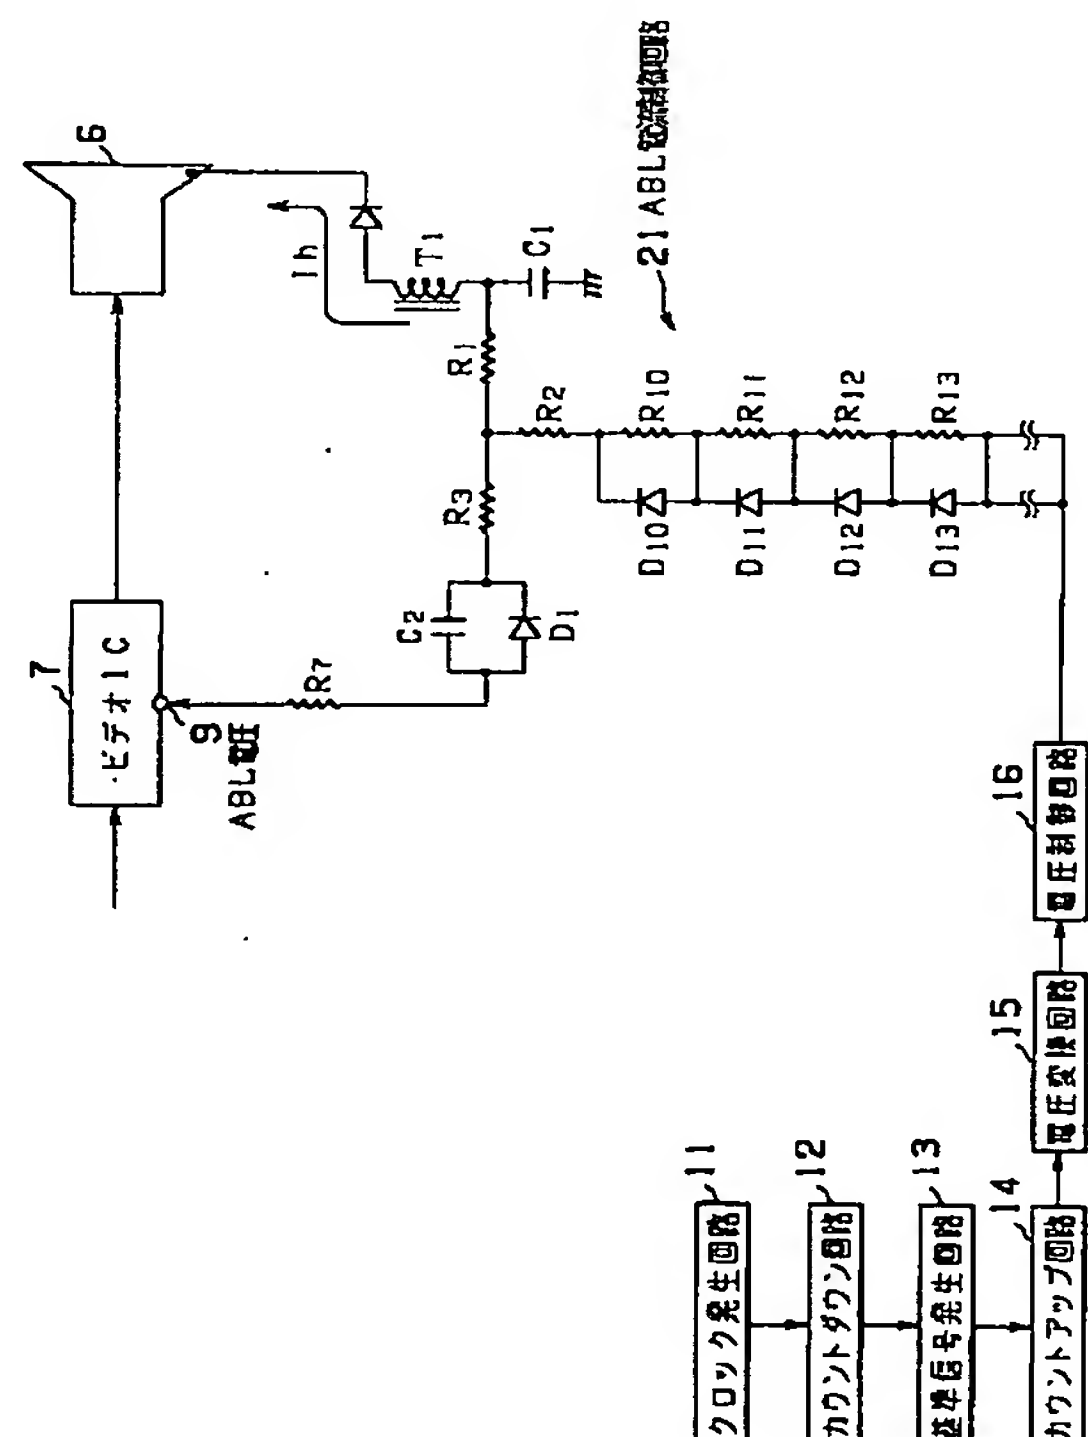 6
Ih
T1
C1
R1
R2
R3
R10
R11
R12
R13
D10
D11
D12
D13
C2
D1
R7
7
ビデオIC
9
ABL電圧
21 ABL電流制御回路
11
クロック発生回路
12
カウントダウン回路
13
基準信号発生回路
14
カウントアップ回路
15
電圧変換回路
16
電圧制御回路